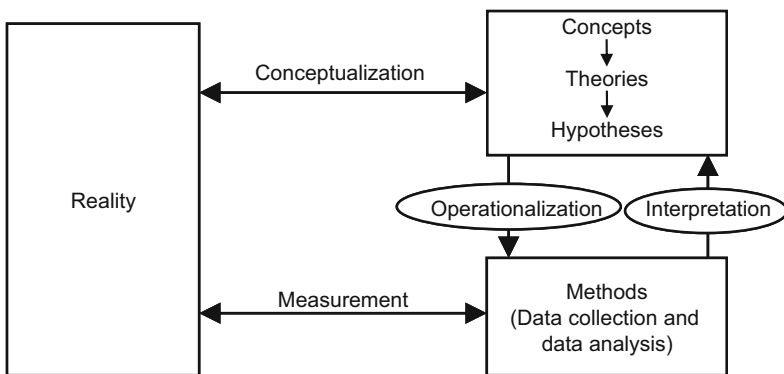 Concepts
Conceptualization
Theories
Hypotheses
Reality
Operationalization
Interpretation
Measurement
Methods
(Data collection and
data analysis)